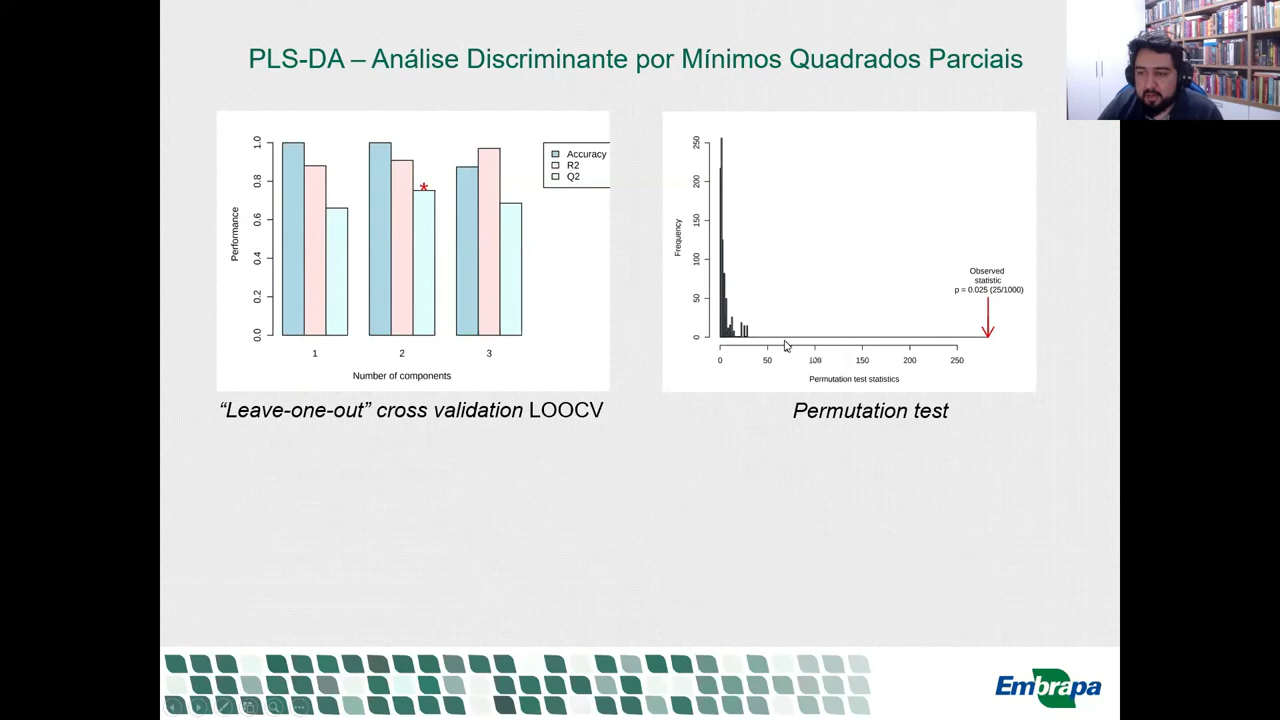 PLS-DA – Análise Discriminante por Mínimos Quadrados Parciais
1.0
0.8
0.6
0.4
0.2
0.0
Performance
Accuracy
R2
Q2
*
1
2
3
Number of components
“Leave-one-out” cross validation LOOCV
250
200
150
100
50
0
Frequency
Observed
statistic
p = 0.025 (25/1000)
0
50
150
200
250
Permutation test statistics
Permutation test
Embrapa